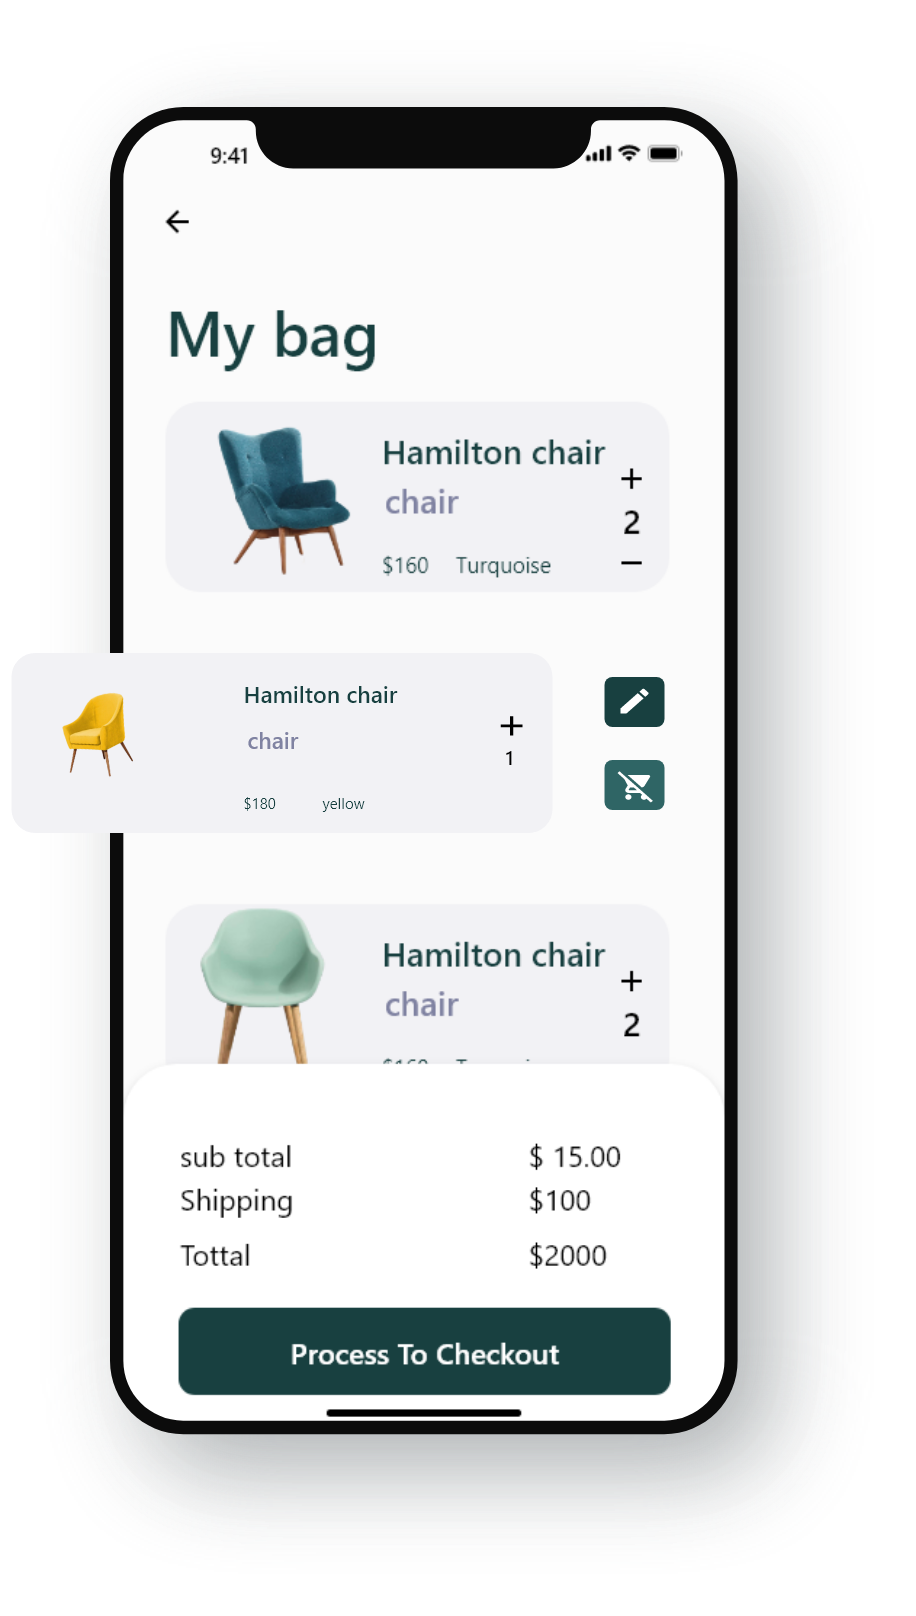 9:41
My bag
Hamilton chair
chair
2
$160 Turquoise
Hamilton chair
chair
1
$180 yellow
Hamilton chair
chair
2
sub total $ 15.00
Shipping $100
Tottal $2000
Process To Checkout